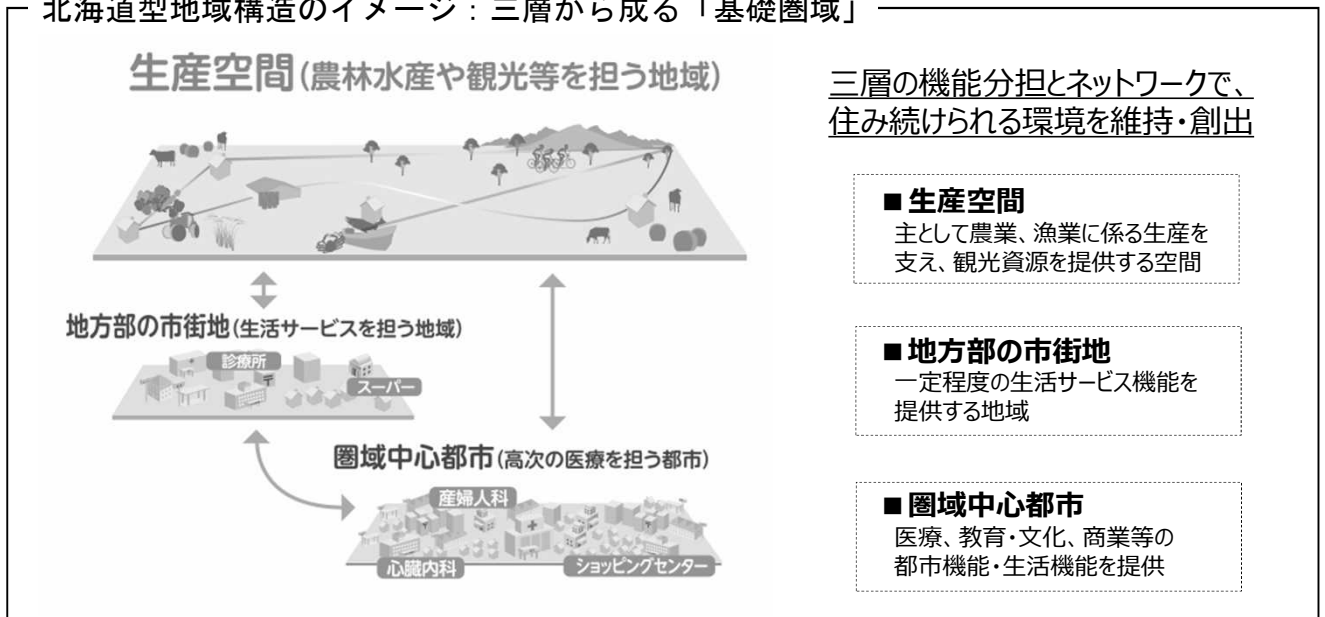 北海道型地域構造のイメージ：三層から成る「基礎圏域」
生産空間(農林水産や観光等を担う地域)
地方部の市街地(生活サービスを担う地域)
診療所
スーパー
圏域中心都市(高次の医療を担う都市)
産婦人科
心臓内科
ショッピングセンター
三層の機能分担とネットワークで、
住み続けられる環境を維持・創出
■生産空間
主として農業、漁業に係る生産を
支え、観光資源を提供する空間
■地方部の市街地
一定程度の生活サービス機能を
提供する地域
■圏域中心都市
医療、教育・文化、商業等の
都市機能・生活機能を提供